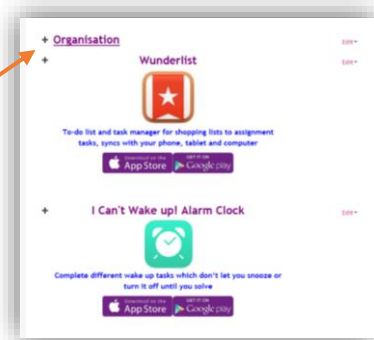 + Organisation Edit
+ Wunderlist Edit
To-do list and task manager for shopping lists to assignment
tasks, syncs with your phone, tablet and computer
Download on the App Store GET IT ON Google play
+ I Can't Wake up! Alarm Clock Edit
Complete different wake up tasks which don't let you snooze or
turn it off until you solve
Download on the App Store GET IT ON Google play